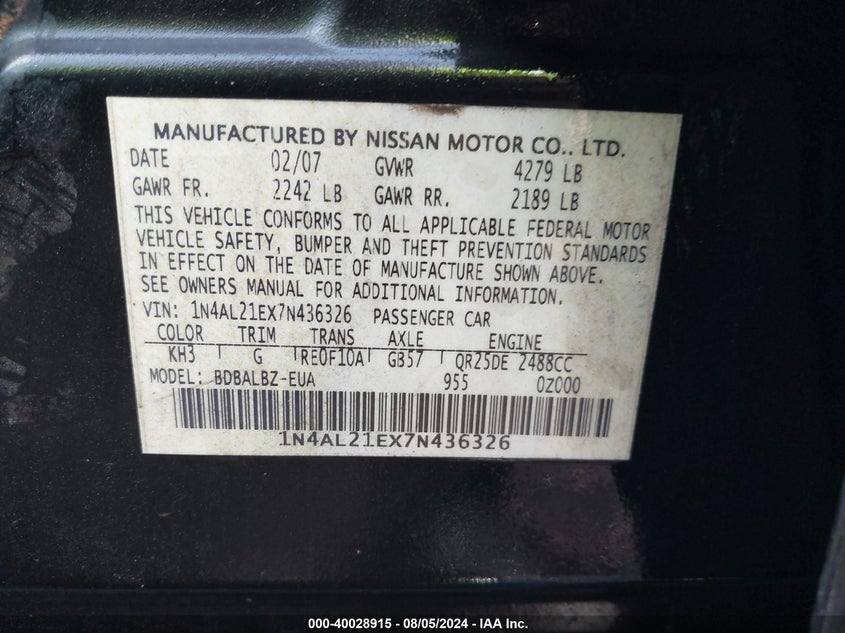 MANUFACTURED BY NISSAN MOTOR CO., LTD.
DATE 02/07 GVWR 4279 LB
GAWR FR. 2242 LB GAWR RR. 2189 LB
THIS VEHICLE CONFORMS TO ALL APPLICABLE FEDERAL MOTOR
VEHICLE SAFETY, BUMPER AND THEFT PREVENTION STANDARDS
IN EFFECT ON THE DATE OF MANUFACTURE SHOWN ABOVE.
SEE OWNERS MANUAL FOR ADDITIONAL INFORMATION.
VIN: 1N4AL21EX7N436326 PASSENGER CAR
COLOR TRIM TRANS AXLE ENGINE
KH3 G RE0F10A GB57 QR25DE 2488CC
MODEL: BDBALBZ-EUA 955 0Z000
1N4AL21EX7N436326
000-40028915 - 08/05/2024 - IAA Inc.